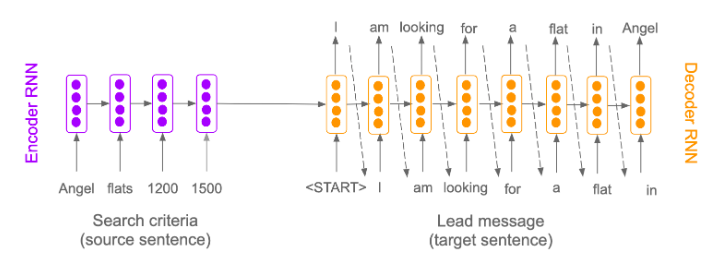 I am looking for a flat in Angel
Encoder RNN
Decoder RNN
Angel flats 1200 1500
<START> I am looking for a flat in
Search criteria
(source sentence)
Lead message
(target sentence)